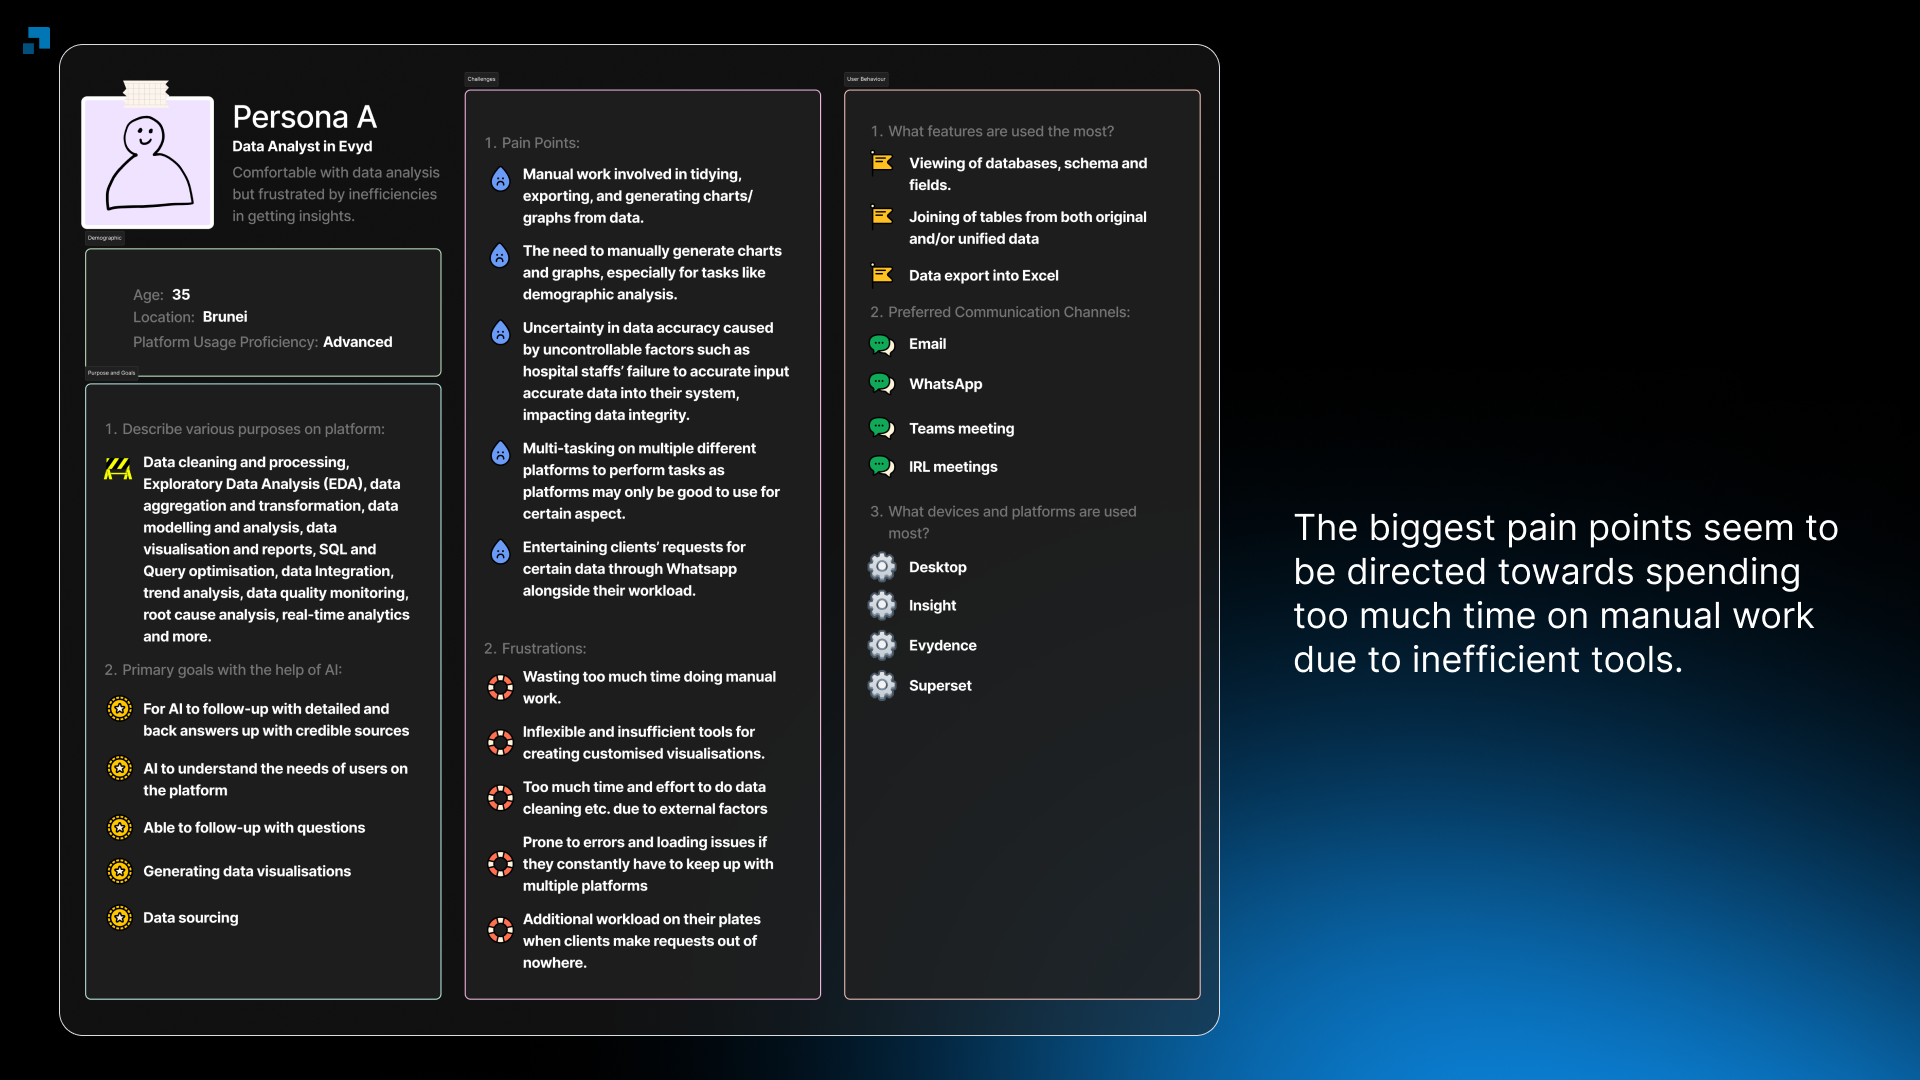 Persona A
Data Analyst in Evyd
Comfortable with data analysis
but frustrated by inefficiencies
in getting insights.
Demographic
Age: 35
Location: Brunei
Platform Usage Proficiency: Advanced
Purpose and Goals
1. Describe various purposes on platform:
Data cleaning and processing,
Exploratory Data Analysis (EDA), data
aggregation and transformation, data
modelling and analysis, data
visualisation and reports, SQL and
Query optimisation, data Integration,
trend analysis, data quality monitoring,
root cause analysis, real-time analytics
and more.
2. Primary goals with the help of AI:
For AI to follow-up with detailed and
back answers up with credible sources
AI to understand the needs of users on
the platform
Able to follow-up with questions
Generating data visualisations
Data sourcing
Challenges
1. Pain Points:
Manual work involved in tidying,
exporting, and generating charts/
graphs from data.
The need to manually generate charts
and graphs, especially for tasks like
demographic analysis.
Uncertainty in data accuracy caused
by uncontrollable factors such as
hospital staffs' failure to accurate input
accurate data into their system,
impacting data integrity.
Multi-tasking on multiple different
platforms to perform tasks as
platforms may only be good to use for
certain aspect.
Entertaining clients' requests for
certain data through Whatsapp
alongside their workload.
2. Frustrations:
Wasting too much time doing manual
work.
Inflexible and insufficient tools for
creating customised visualisations.
Too much time and effort to do data
cleaning etc. due to external factors
Prone to errors and loading issues if
they constantly have to keep up with
multiple platforms
Additional workload on their plates
when clients make requests out of
nowhere.
User Behaviour
1. What features are used the most?
Viewing of databases, schema and
fields.
Joining of tables from both original
and/or unified data
Data export into Excel
2. Preferred Communication Channels:
Email
WhatsApp
Teams meeting
IRL meetings
3. What devices and platforms are used
most?
Desktop
Insight
Evydence
Superset
The biggest pain points seem to
be directed towards spending
too much time on manual work
due to inefficient tools.